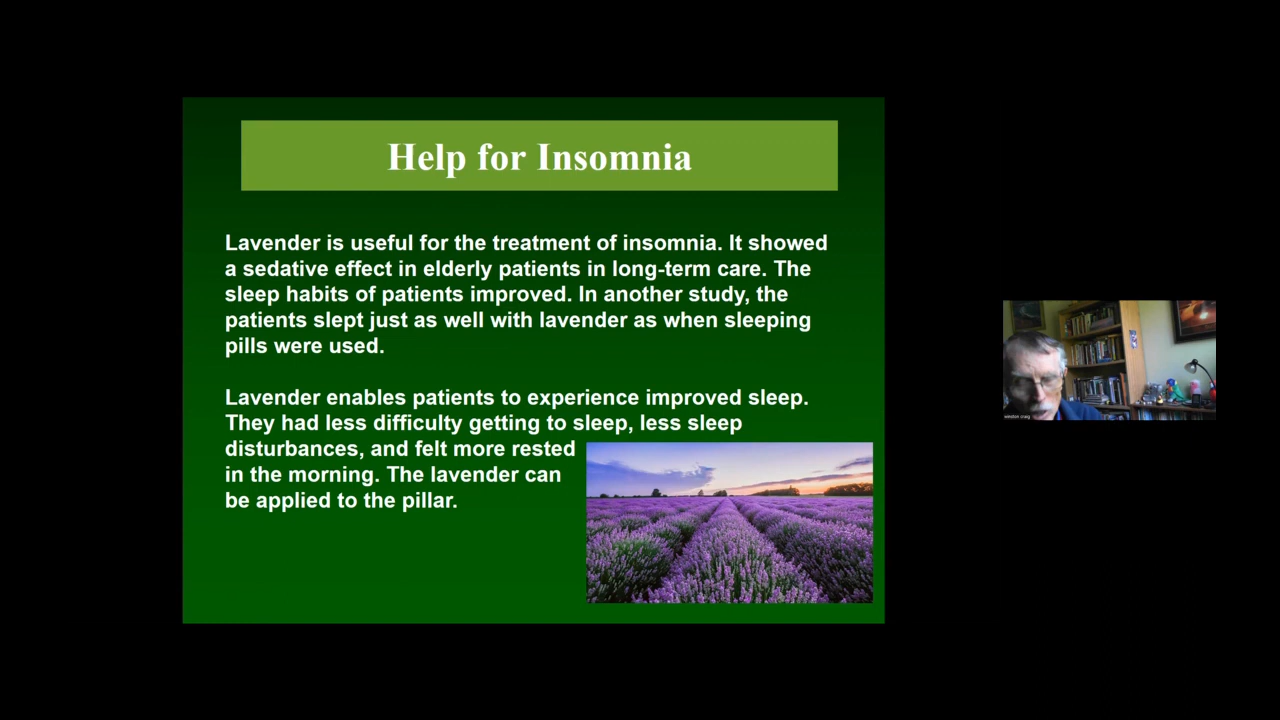 Help for Insomnia
Lavender is useful for the treatment of insomnia. It showed
a sedative effect in elderly patients in long-term care. The
sleep habits of patients improved. In another study, the
patients slept just as well with lavender as when sleeping
pills were used.
Lavender enables patients to experience improved sleep.
They had less difficulty getting to sleep, less sleep
disturbances, and felt more rested
in the morning. The lavender can
be applied to the pillar.
winston craig